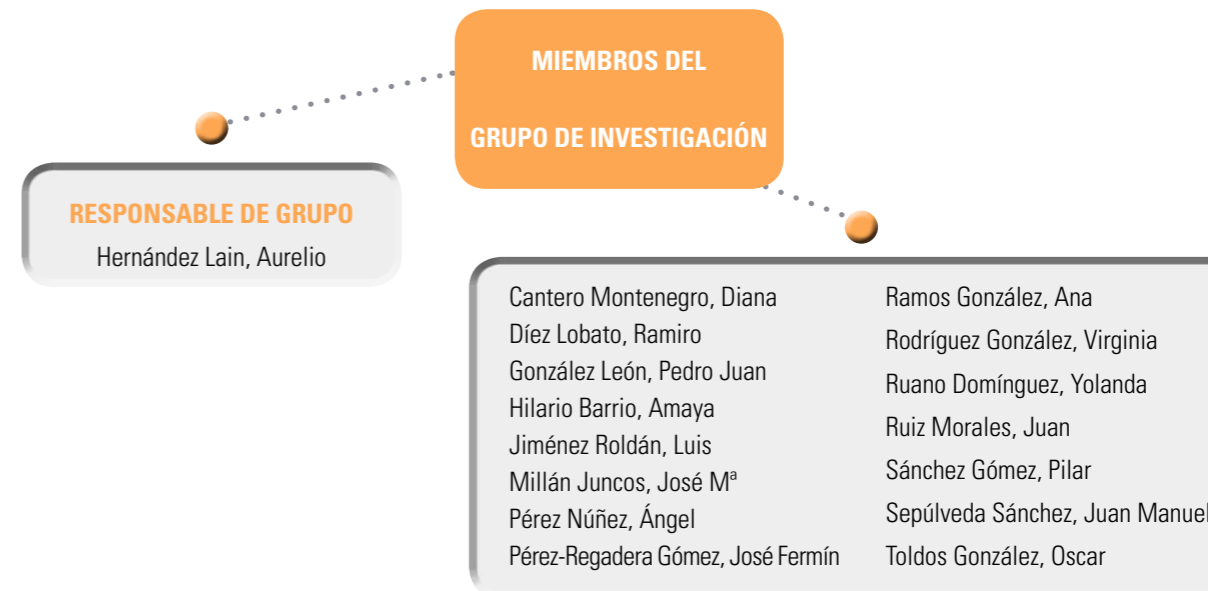 MIEMBROS DEL
GRUPO DE INVESTIGACIÓN
RESPONSABLE DE GRUPO
Hernández Lain, Aurelio
Cantero Montenegro, Diana
Díez Lobato, Ramiro
González León, Pedro Juan
Hilario Barrio, Amaya
Jiménez Roldán, Luis
Millán Juncos, José Mª
Pérez Núñez, Ángel
Pérez-Regadera Gómez, José Fermín
Ramos González, Ana
Rodríguez González, Virginia
Ruano Domínguez, Yolanda
Ruiz Morales, Juan
Sánchez Gómez, Pilar
Sepúlveda Sánchez, Juan Manuel
Toldos González, Oscar